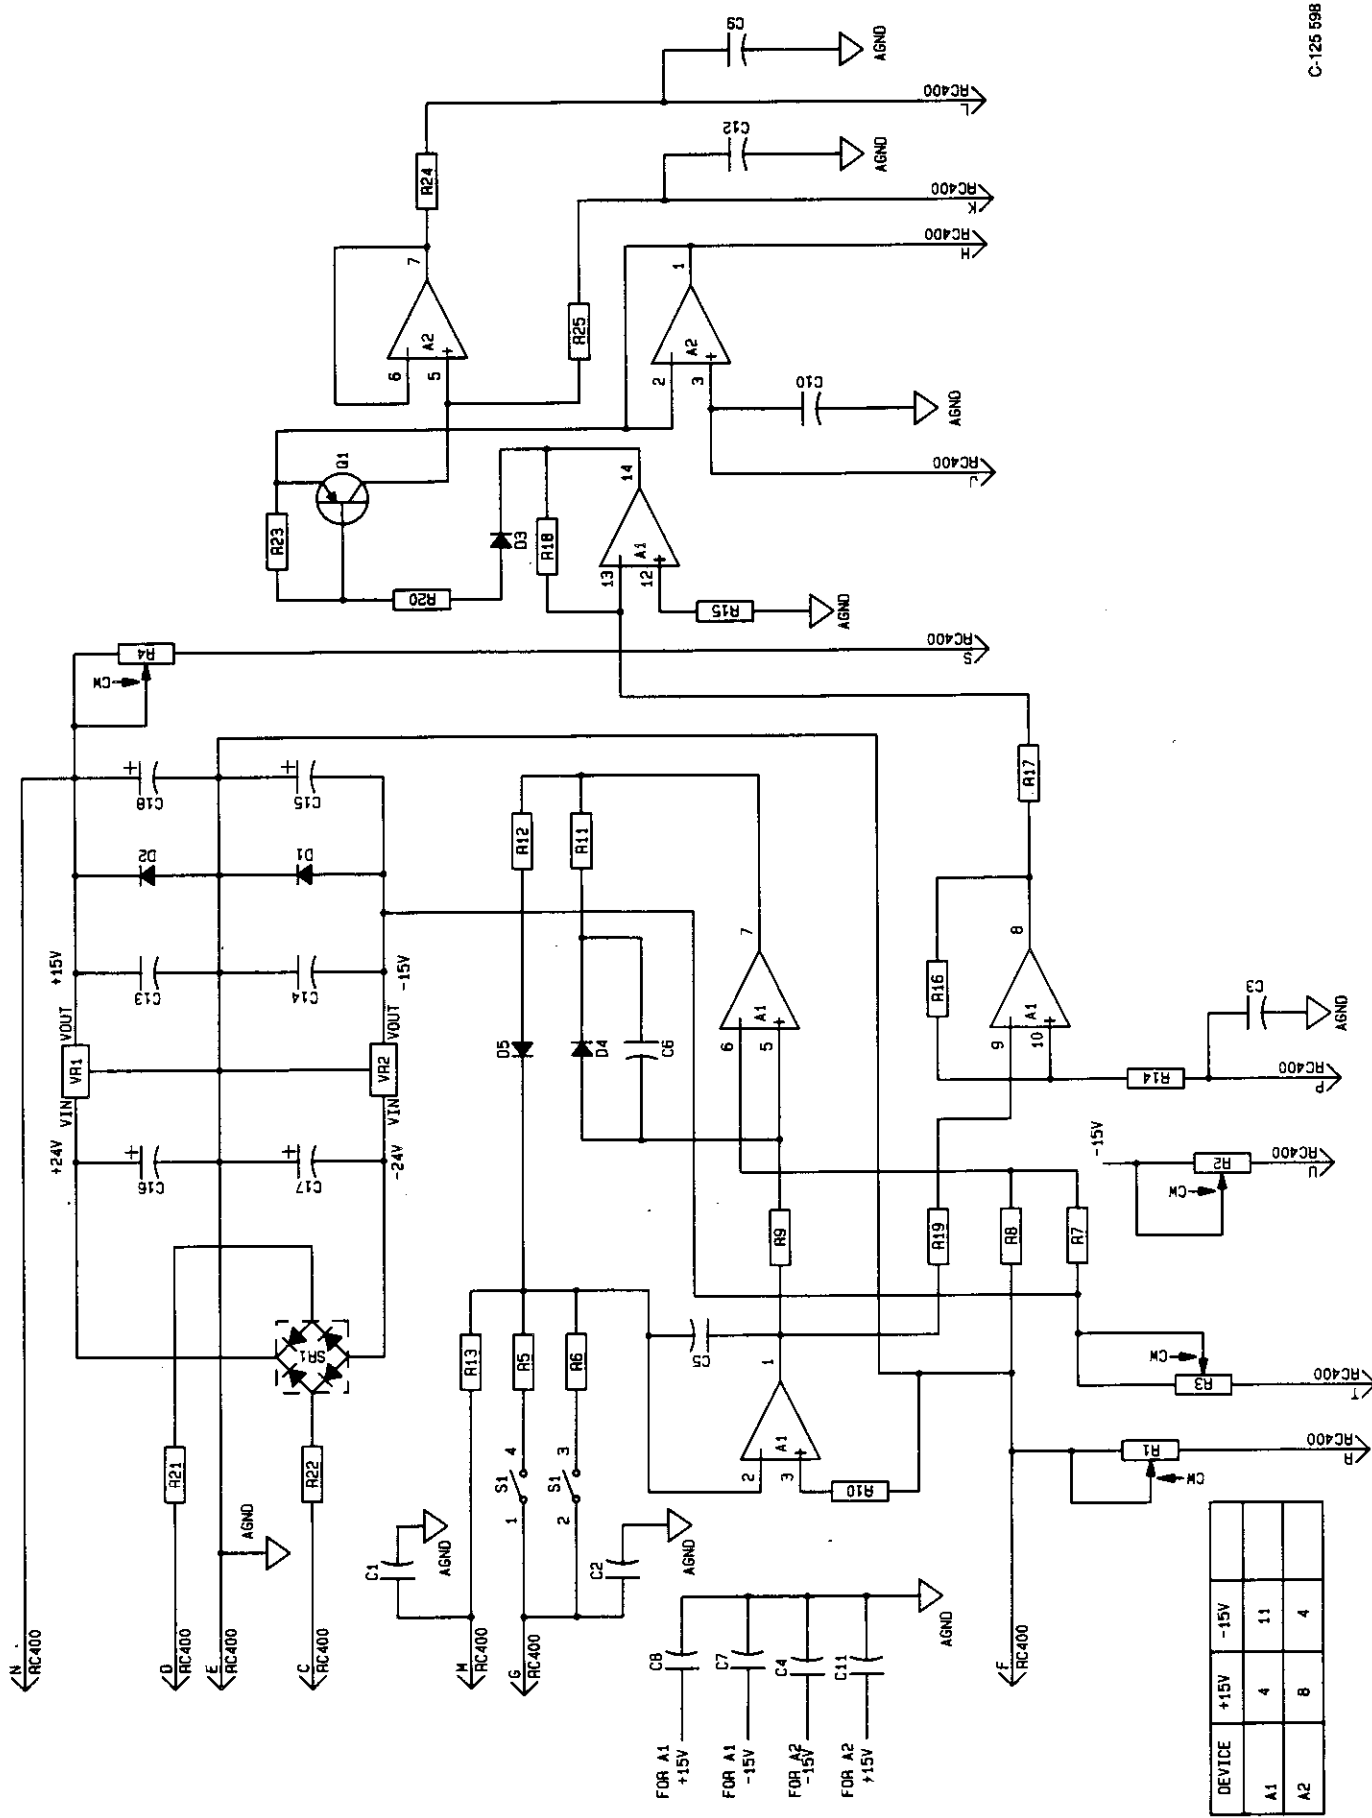 C-125 598
N
RC400
D
RC400
E
RC400
C
RC400
AGND
R21
R22
SR1
+24V
VIN
VR1
VOUT
+15V
-24V
VIN
VR2
VOUT
-15V
C16
C17
C13
C14
D2
D1
C18
C15
CW
R4
S
RC400
R23
Q1
R20
D3
R18
13
12
A1
14
R15
AGND
6
5
A2
7
R24
L
RC400
C9
AGND
R25
K
RC400
C12
AGND
H
RC400
2
3
A2
1
C10
AGND
J
RC400
M
RC400
C1
AGND
G
RC400
1
S1
4
2
S1
3
C2
AGND
R13
R5
R6
D5
R12
R11
D4
C6
6
5
A1
7
R9
C5
2
3
A1
1
R10
R19
R8
R7
9
10
A1
8
R16
R17
R14
P
RC400
C3
AGND
-15V
CW
R2
U
RC400
CW
R3
T
RC400
F
RC400
CW
R1
R
RC400
FOR A1
+15V
C8
FOR A1
-15V
C7
FOR A2
-15V
C4
FOR A2
+15V
C11
AGND
DEVICE +15V -15V
A1 4 11
A2 8 4